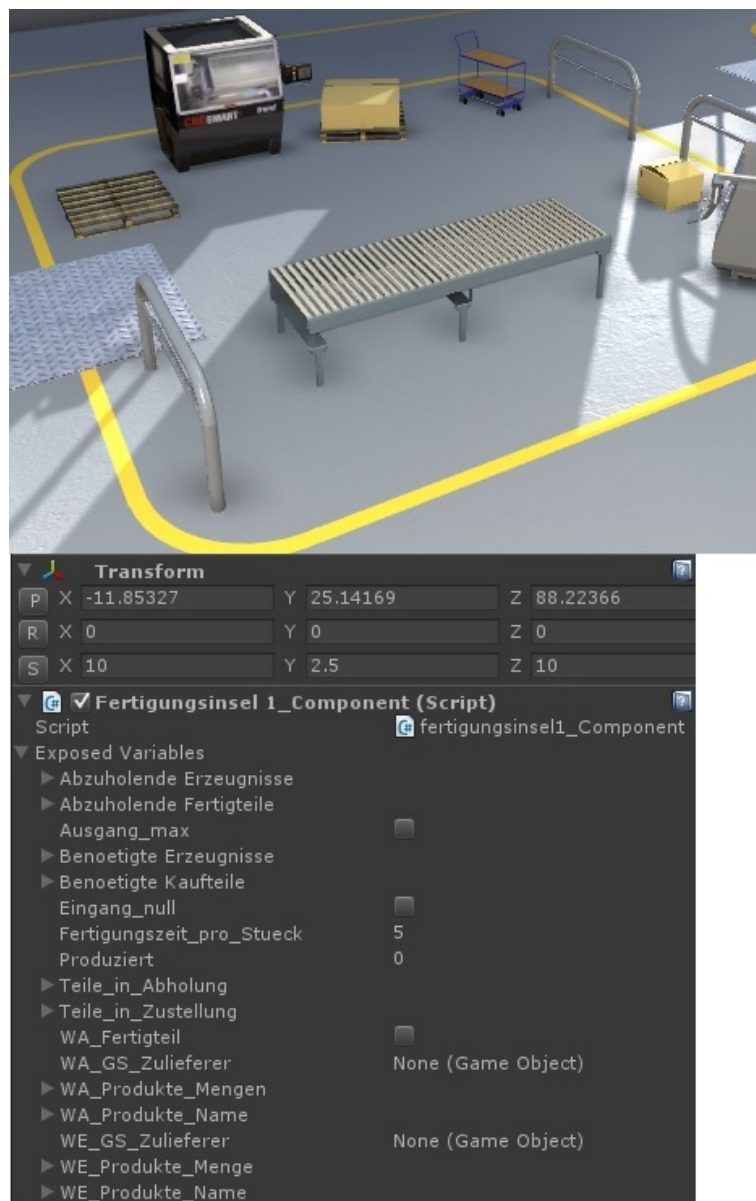 CNCSMART
Transform
P X -11.85327 Y 25.14169 Z 88.22366
R X 0 Y 0 Z 0
S X 10 Y 2.5 Z 10
Fertigungsinsel 1_Component (Script)
Script fertigungsinsel1_Component
Exposed Variables
Abzuholende Erzeugnisse
Abzuholende Fertigteile
Ausgang_max
Benoetigte Erzeugnisse
Benoetigte Kaufteile
Eingang_null
Fertigungszeit_pro_Stueck 5
Produziert 0
Teile_in_Abholung
Teile_in_Zustellung
WA_Fertigteil
WA_GS_Zulieferer None (Game Object)
WA_Produkte_Mengen
WA_Produkte_Name
WE_GS_Zulieferer None (Game Object)
WE_Produkte_Menge
WE_Produkte_Name